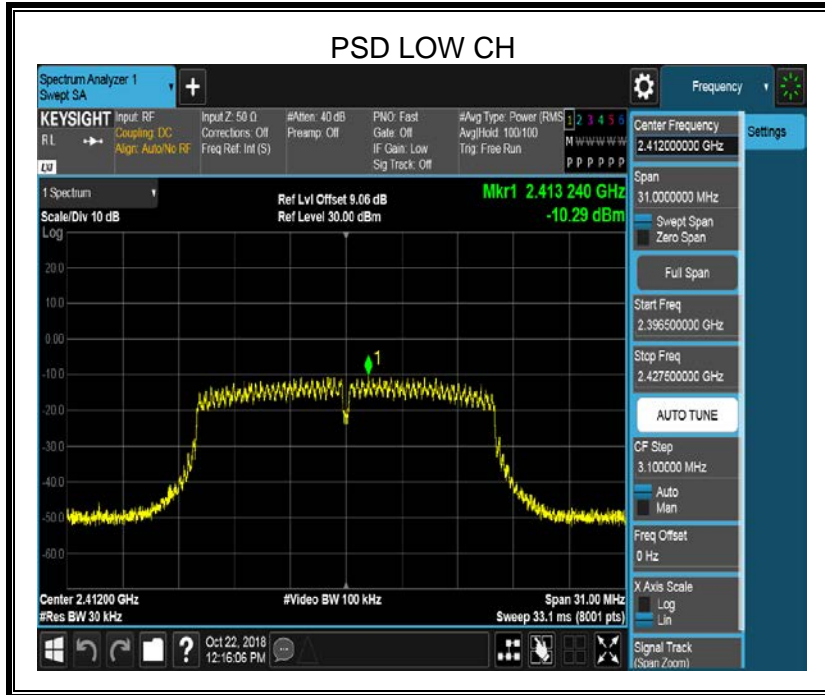 PSD LOW CH
Spectrum Analyzer 1
Swept SA
+
Frequency
KEYSIGHT
RL
Input: RF
Coupling: DC
Align: Auto/No RF
Input Z: 50 Ω
Corrections: Off
Freq Ref: Int (S)
#Atten: 40 dB
Preamp: Off
PNO: Fast
Gate: Off
IF Gain: Low
Sig Track: Off
#Avg Type: Power (RMS
Avg|Hold: 100/100
Trig: Free Run
1 2 3 4 5 6
M W W W W W
P P P P P P
LXI
Center Frequency
2.412000000 GHz
Settings
Span
31.0000000 MHz
Swept Span
Zero Span
Full Span
Start Freq
2.396500000 GHz
Stop Freq
2.427500000 GHz
AUTO TUNE
CF Step
3.100000 MHz
Auto
Man
Freq Offset
0 Hz
X Axis Scale
Log
Lin
Signal Track
(Span Zoom)
1 Spectrum
Scale/Div 10 dB
Log
Ref Lvl Offset 9.06 dB
Ref Level 30.00 dBm
Mkr1 2.413 240 GHz
-10.29 dBm
20.0
10.0
0.00
-10.0
-20.0
-30.0
-40.0
-50.0
-60.0
1
Center 2.41200 GHz
#Res BW 30 kHz
#Video BW 100 kHz
Span 31.00 MHz
Sweep 33.1 ms (8001 pts)
?
Oct 22, 2018
12:16:06 PM